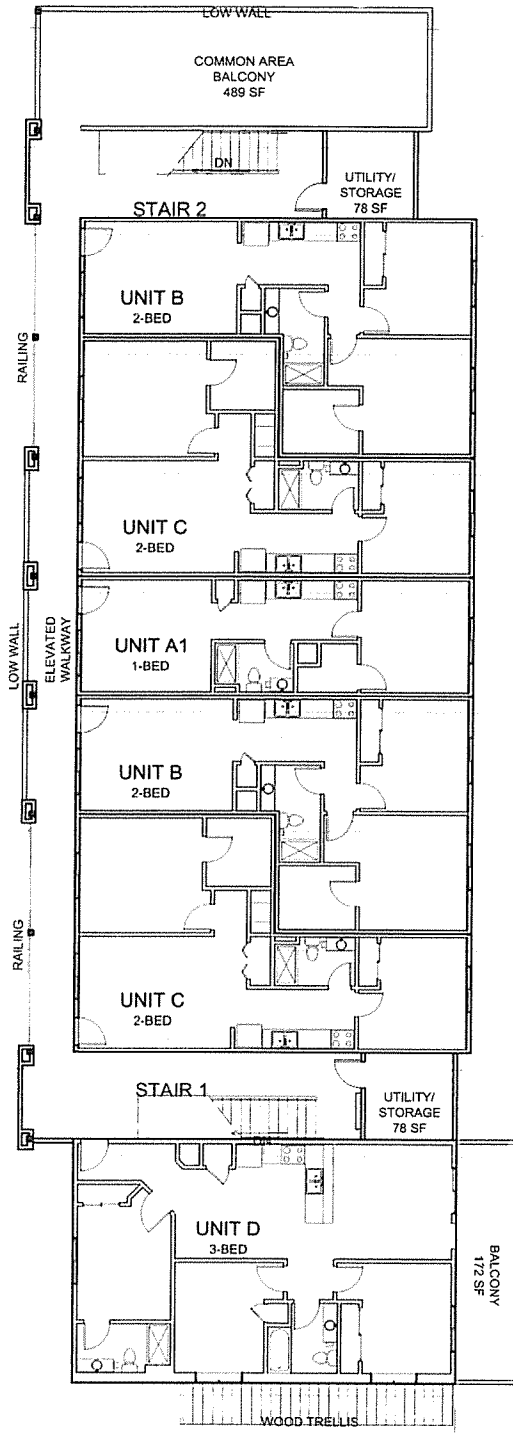 LOW WALL
COMMON AREA
BALCONY
489 SF
DN
UTILITY/
STORAGE
78 SF
STAIR 2
UNIT B
2-BED
RAILING
UNIT C
2-BED
UNIT A1
1-BED
LOW WALL
ELEVATED
WALKWAY
UNIT B
2-BED
RAILING
UNIT C
2-BED
STAIR 1
UTILITY/
STORAGE
78 SF
DN
UNIT D
3-BED
BALCONY
172 SF
WOOD TRELLIS